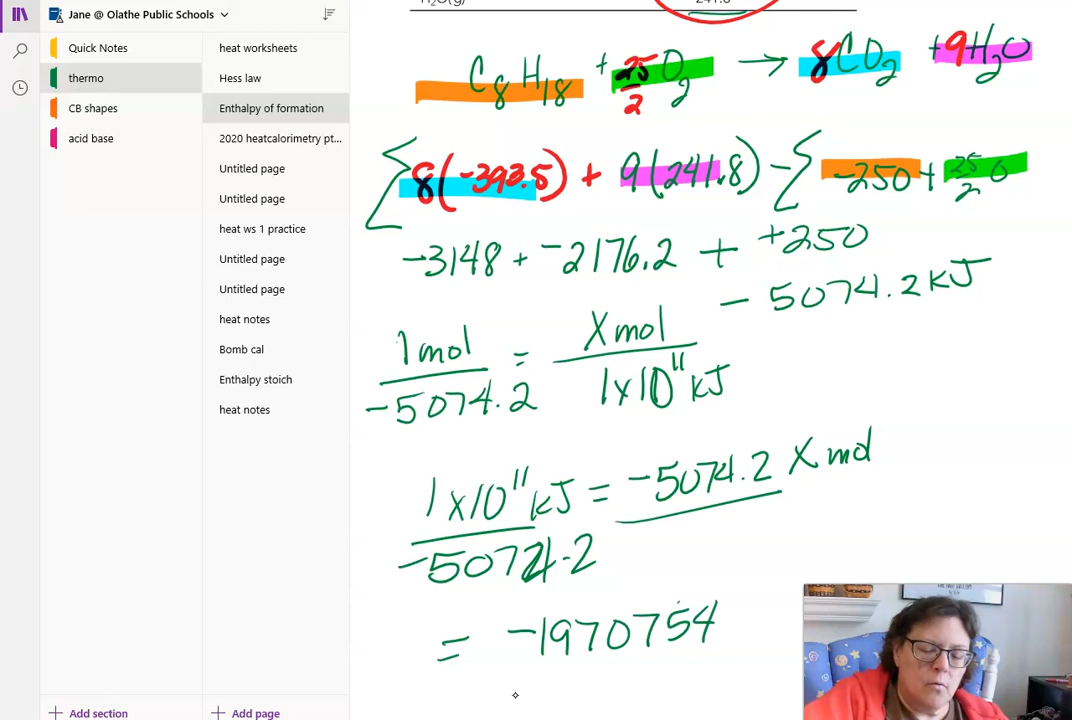 Jane @ Olathe Public Schools
Quick Notes
thermo
CB shapes
acid base
heat worksheets
Hess law
Enthalpy of formation
2020 heatcalorimetry pt...
Untitled page
Untitled page
heat ws 1 practice
Untitled page
Untitled page
heat notes
Bomb cal
Enthalpy stoich
heat notes
Add section
Add page
H₂O(g)
C₈H₁₈ + 25/2 O₂ → 8CO₂ + 9H₂O
8(-393.5) + 9(241.8) - -250 + 25/2 0
-3148 + -2176.2 + +250
- 5074.2 kJ
1 mol / -5074.2 = X mol / 1x10¹¹ kJ
1x10¹¹ kJ / -5074.2 = -5074.2 X mol
= -1970754